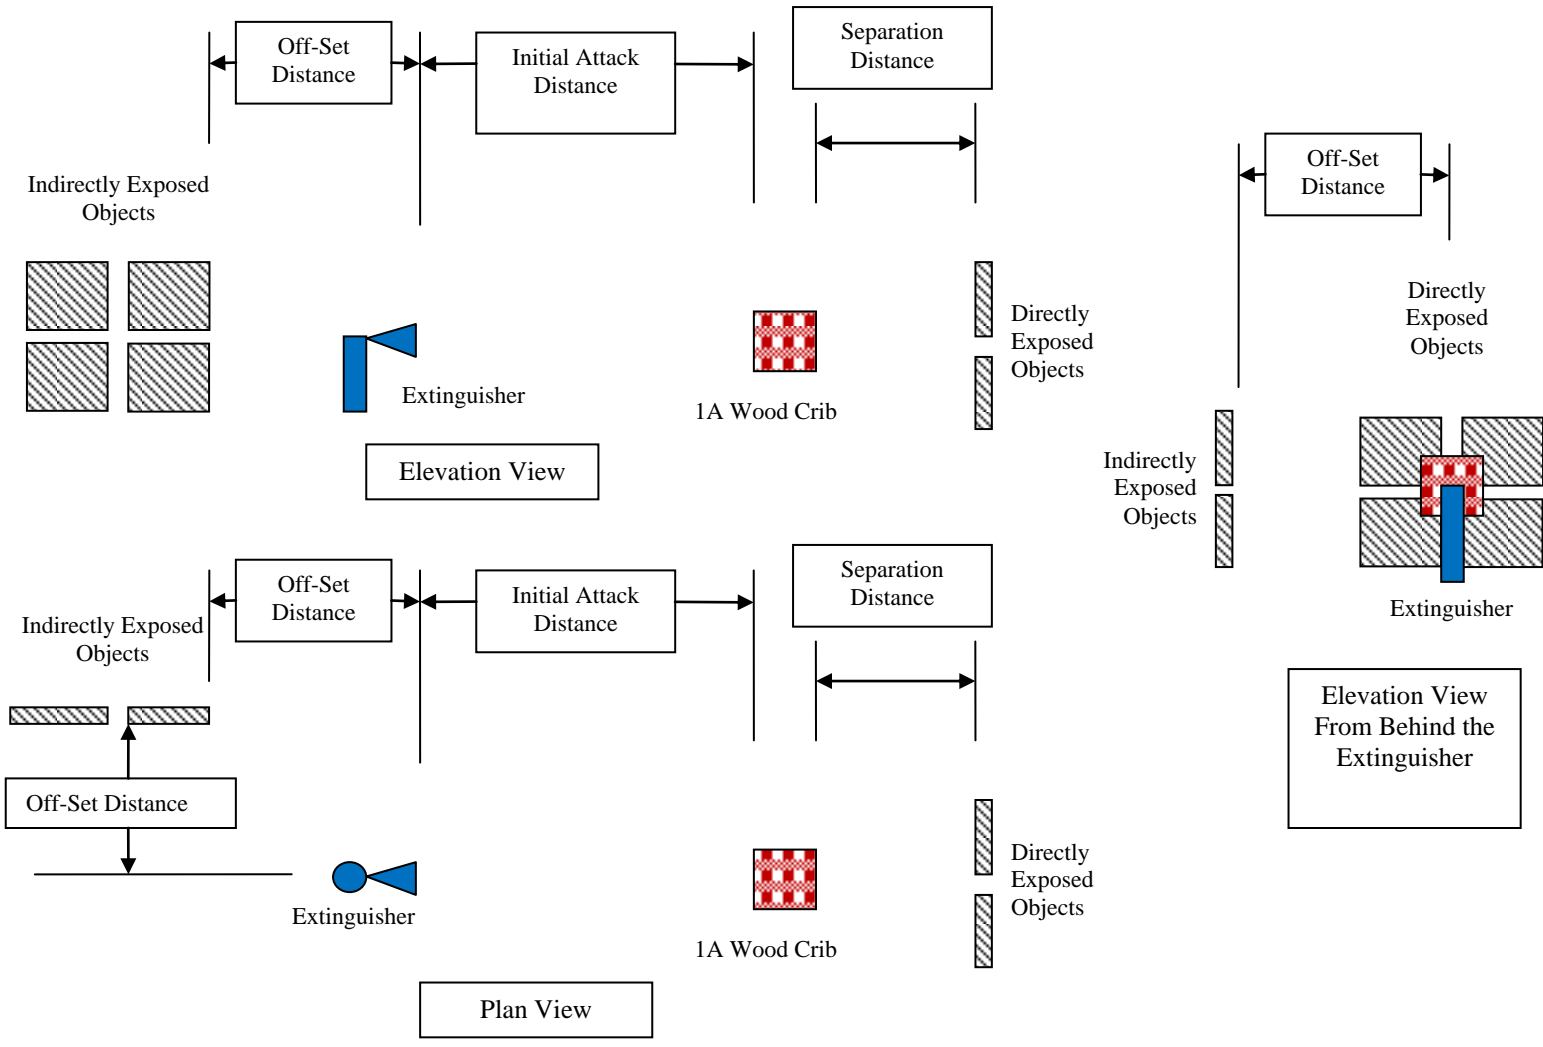 Off-Set
Distance
Initial Attack
Distance
Separation
Distance
Indirectly Exposed
Objects
Extinguisher
1A Wood Crib
Directly
Exposed
Objects
Elevation View
Off-Set
Distance
Directly
Exposed
Objects
Indirectly
Exposed
Objects
Extinguisher
Elevation View
From Behind the
Extinguisher
Off-Set
Distance
Initial Attack
Distance
Separation
Distance
Indirectly Exposed
Objects
Off-Set Distance
Extinguisher
1A Wood Crib
Directly
Exposed
Objects
Plan View